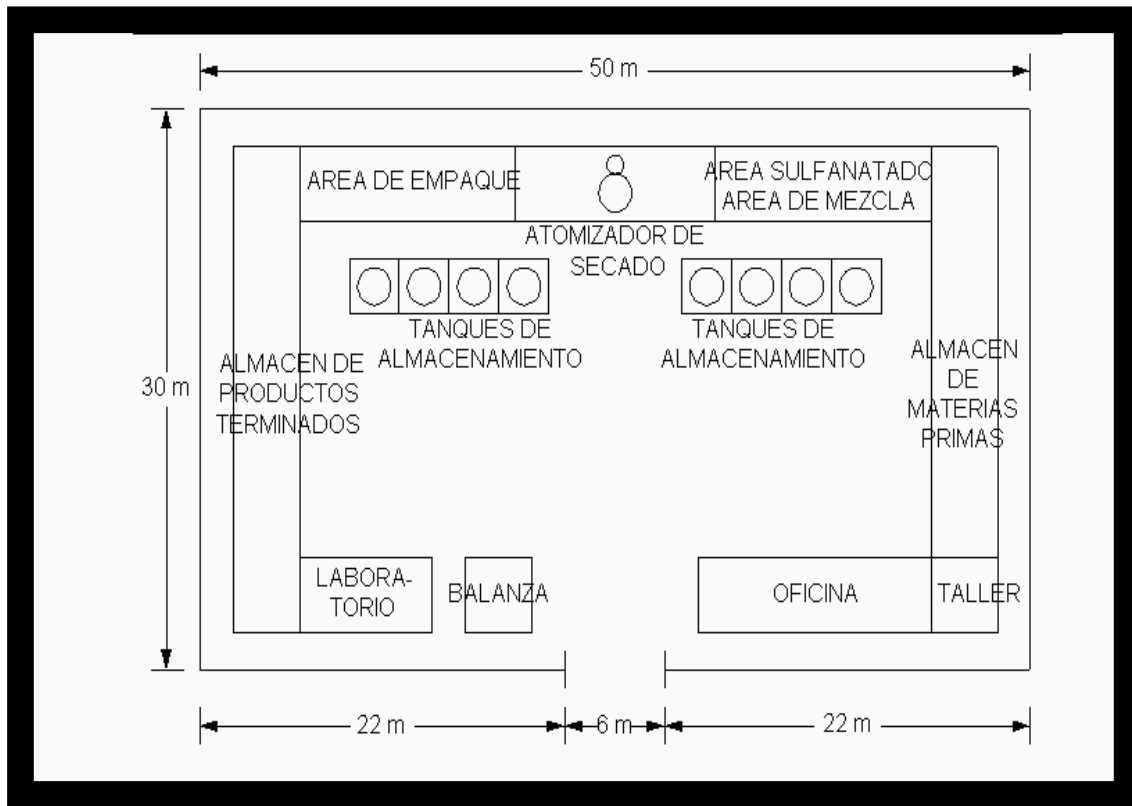 50 m
AREA DE EMPAQUE
AREA SULFANATADO
AREA DE MEZCLA
ATOMIZADOR DE
SECADO
TANQUES DE
ALMACENAMIENTO
TANQUES DE
ALMACENAMIENTO
30 m
ALMACEN DE
PRODUCTOS
TERMINADOS
ALMACEN
DE
MATERIAS
PRIMAS
LABORA-
TORIO
BALANZA
OFICINA
TALLER
22 m
6 m
22 m